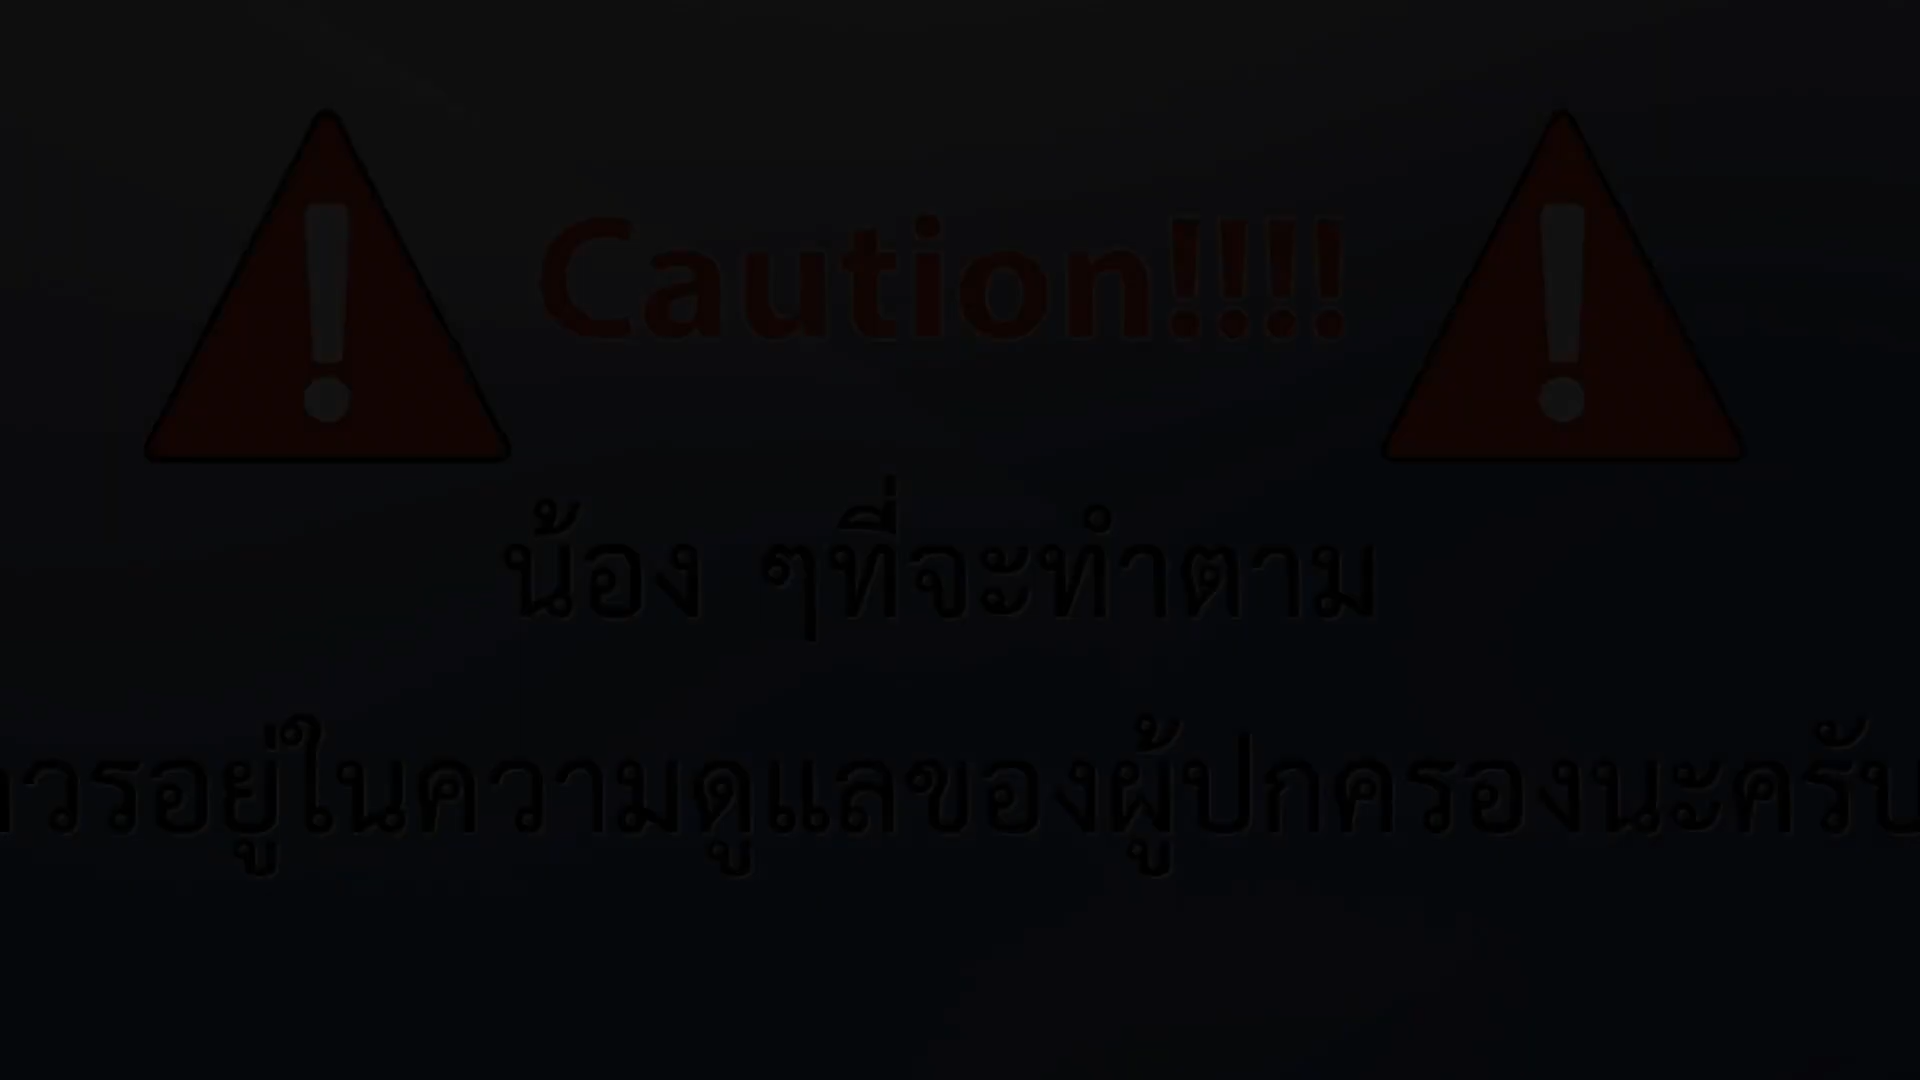 Caution!!!!
น้อง ๆที่จะทำตาม
ควรอยู่ในความดูแลของผู้ปกครองนะครับ